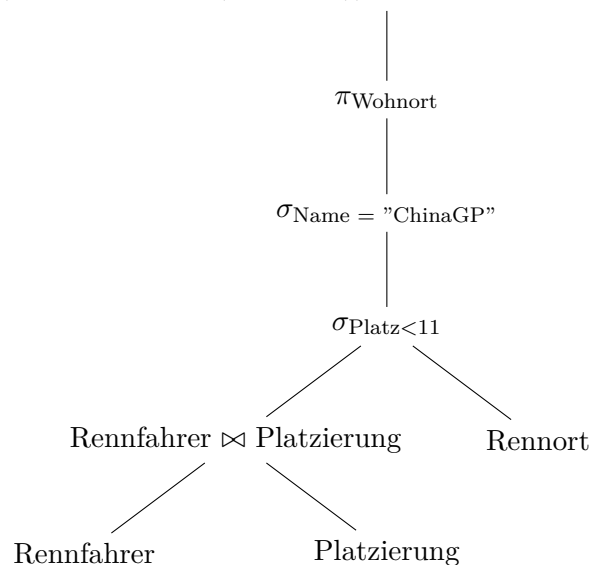 πWohnort
σName = ”ChinaGP”
σPlatz<11
Rennfahrer ⋈ Platzierung Rennort
Rennfahrer Platzierung